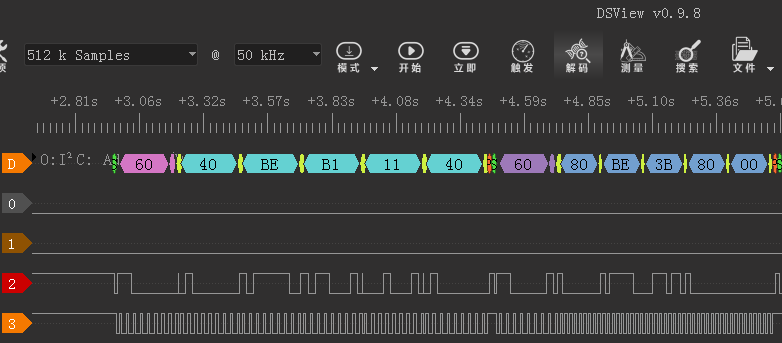 DSView v0.9.8
512 k Samples @ 50 kHz
模式 开始 立即 触发 解码 测量 搜索 文件
+2.81s +3.06s +3.32s +3.57s +3.83s +4.08s +4.34s +4.59s +4.85s +5.10s +5.36s
D 0:I²C: A 60 40 BE B1 11 40 60 80 BE 3B 80 00
0
1
2
3